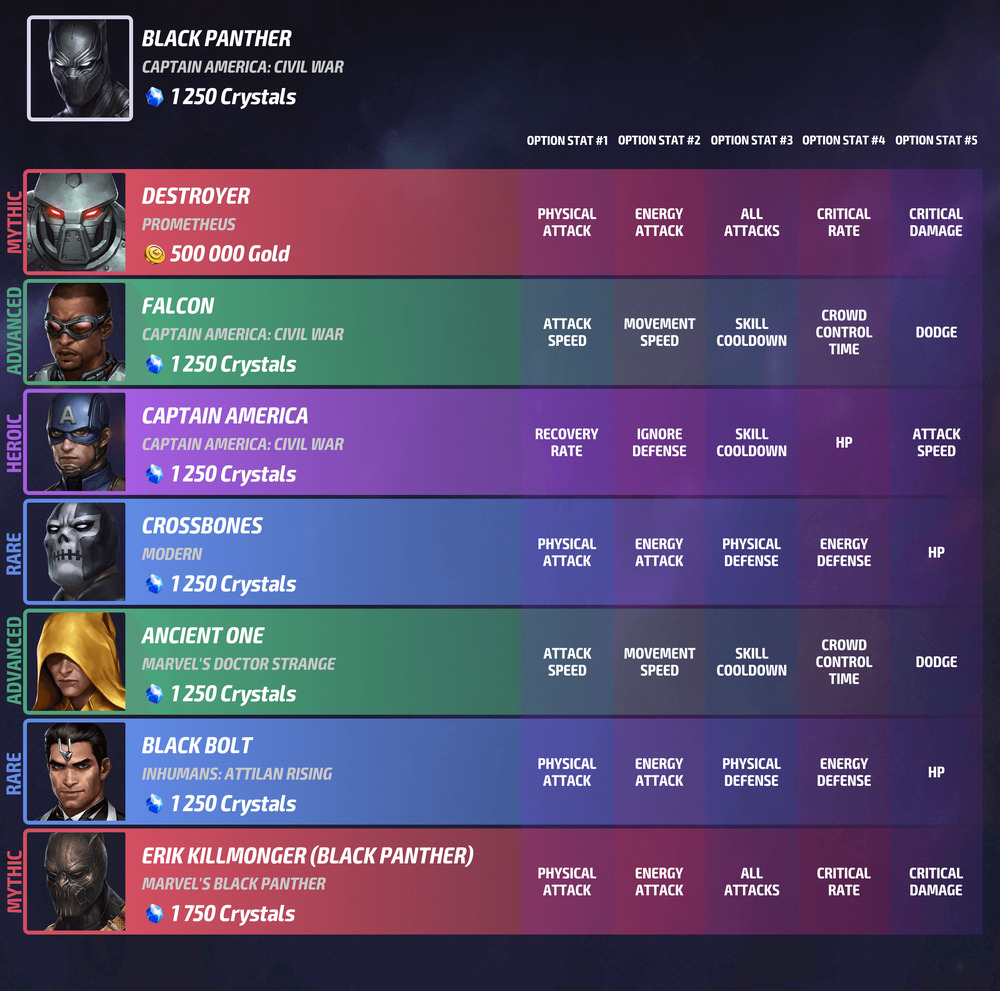 BLACK PANTHER
CAPTAIN AMERICA: CIVIL WAR
1 250 Crystals
OPTION STAT #1 OPTION STAT #2 OPTION STAT #3 OPTION STAT #4 OPTION STAT #5
MYTHIC
DESTROYER
PROMETHEUS
500 000 Gold
PHYSICAL
ATTACK
ENERGY
ATTACK
ALL
ATTACKS
CRITICAL
RATE
CRITICAL
DAMAGE
ADVANCED
FALCON
CAPTAIN AMERICA: CIVIL WAR
1 250 Crystals
ATTACK
SPEED
MOVEMENT
SPEED
SKILL
COOLDOWN
CROWD
CONTROL
TIME
DODGE
HEROIC
CAPTAIN AMERICA
CAPTAIN AMERICA: CIVIL WAR
1 250 Crystals
RECOVERY
RATE
IGNORE
DEFENSE
SKILL
COOLDOWN
HP
ATTACK
SPEED
RARE
CROSSBONES
MODERN
1 250 Crystals
PHYSICAL
ATTACK
ENERGY
ATTACK
PHYSICAL
DEFENSE
ENERGY
DEFENSE
HP
ADVANCED
ANCIENT ONE
MARVEL'S DOCTOR STRANGE
1 250 Crystals
ATTACK
SPEED
MOVEMENT
SPEED
SKILL
COOLDOWN
CROWD
CONTROL
TIME
DODGE
RARE
BLACK BOLT
INHUMANS: ATTILAN RISING
1 250 Crystals
PHYSICAL
ATTACK
ENERGY
ATTACK
PHYSICAL
DEFENSE
ENERGY
DEFENSE
HP
MYTHIC
ERIK KILLMONGER (BLACK PANTHER)
MARVEL'S BLACK PANTHER
1 750 Crystals
PHYSICAL
ATTACK
ENERGY
ATTACK
ALL
ATTACKS
CRITICAL
RATE
CRITICAL
DAMAGE